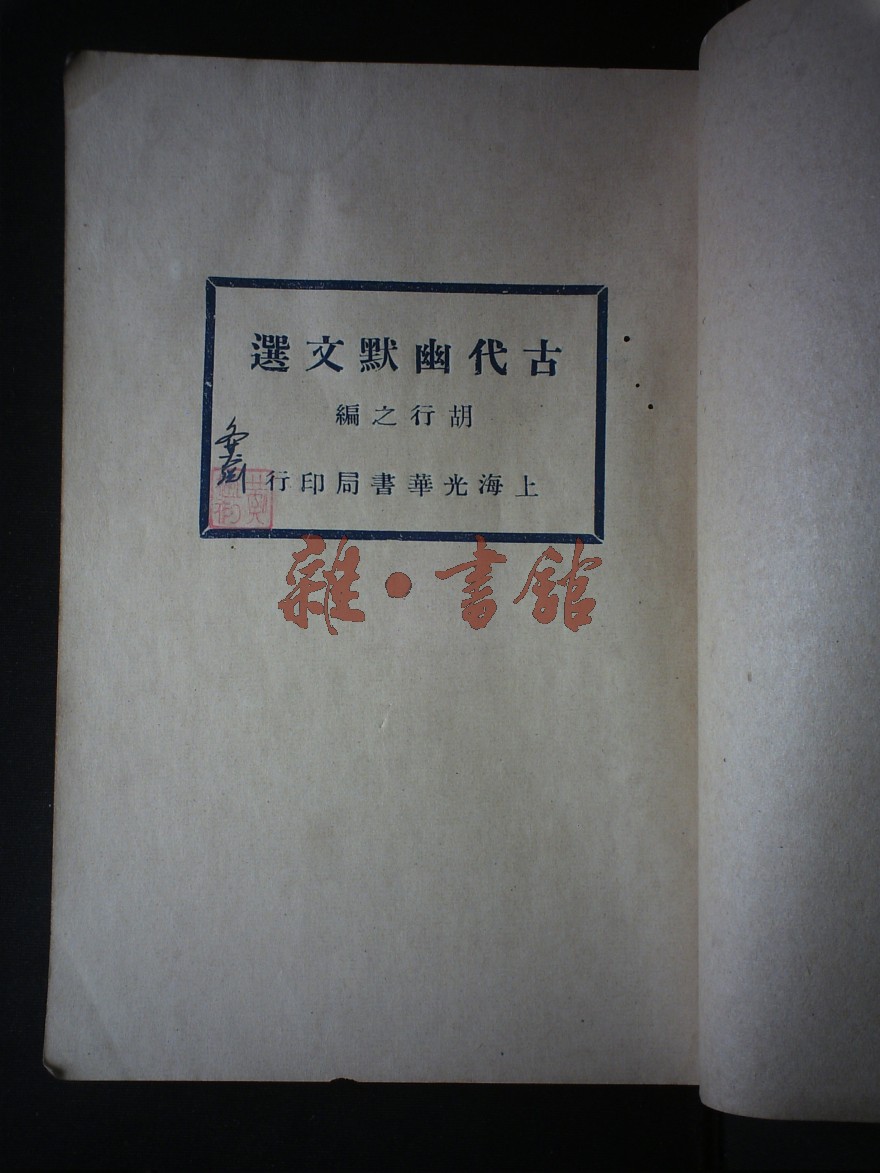 古代幽默文選
胡行之編
上海光華書局印行
雜·書館